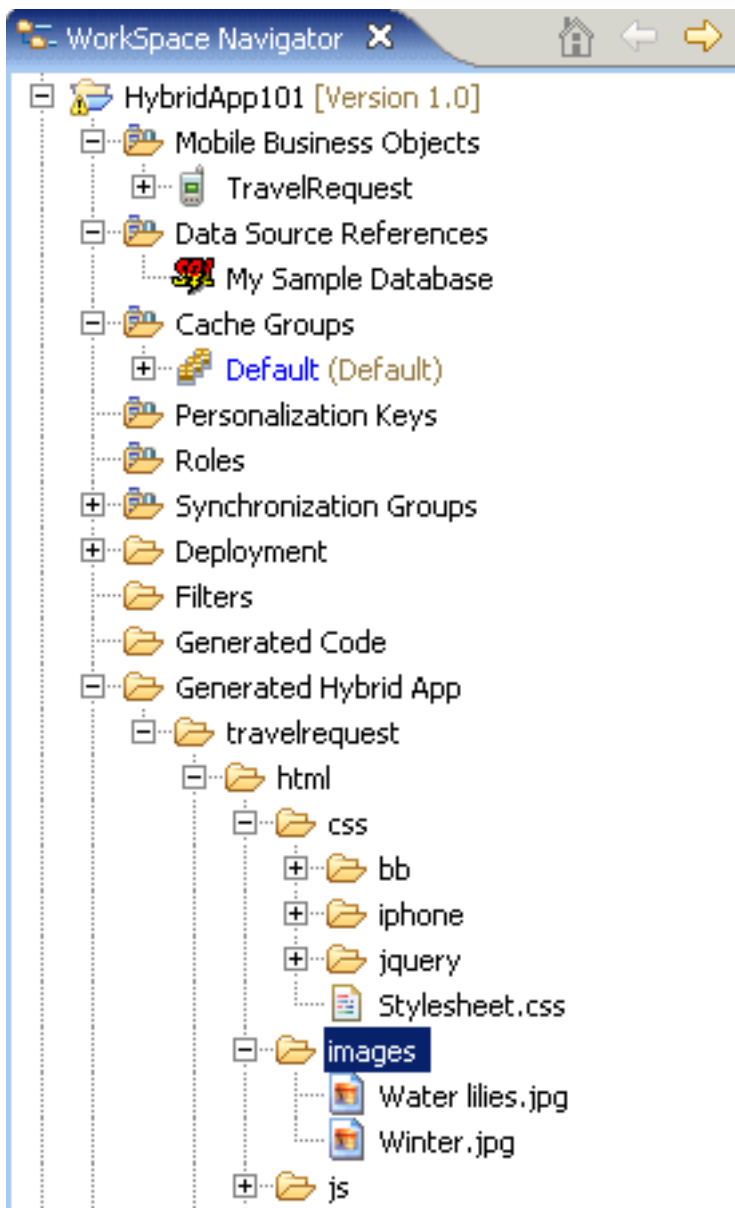 WorkSpace Navigator
HybridApp101 [Version 1.0]
Mobile Business Objects
TravelRequest
Data Source References
My Sample Database
Cache Groups
Default (Default)
Personalization Keys
Roles
Synchronization Groups
Deployment
Filters
Generated Code
Generated Hybrid App
travelrequest
html
css
bb
iphone
jquery
Stylesheet.css
images
Water lilies.jpg
Winter.jpg
js